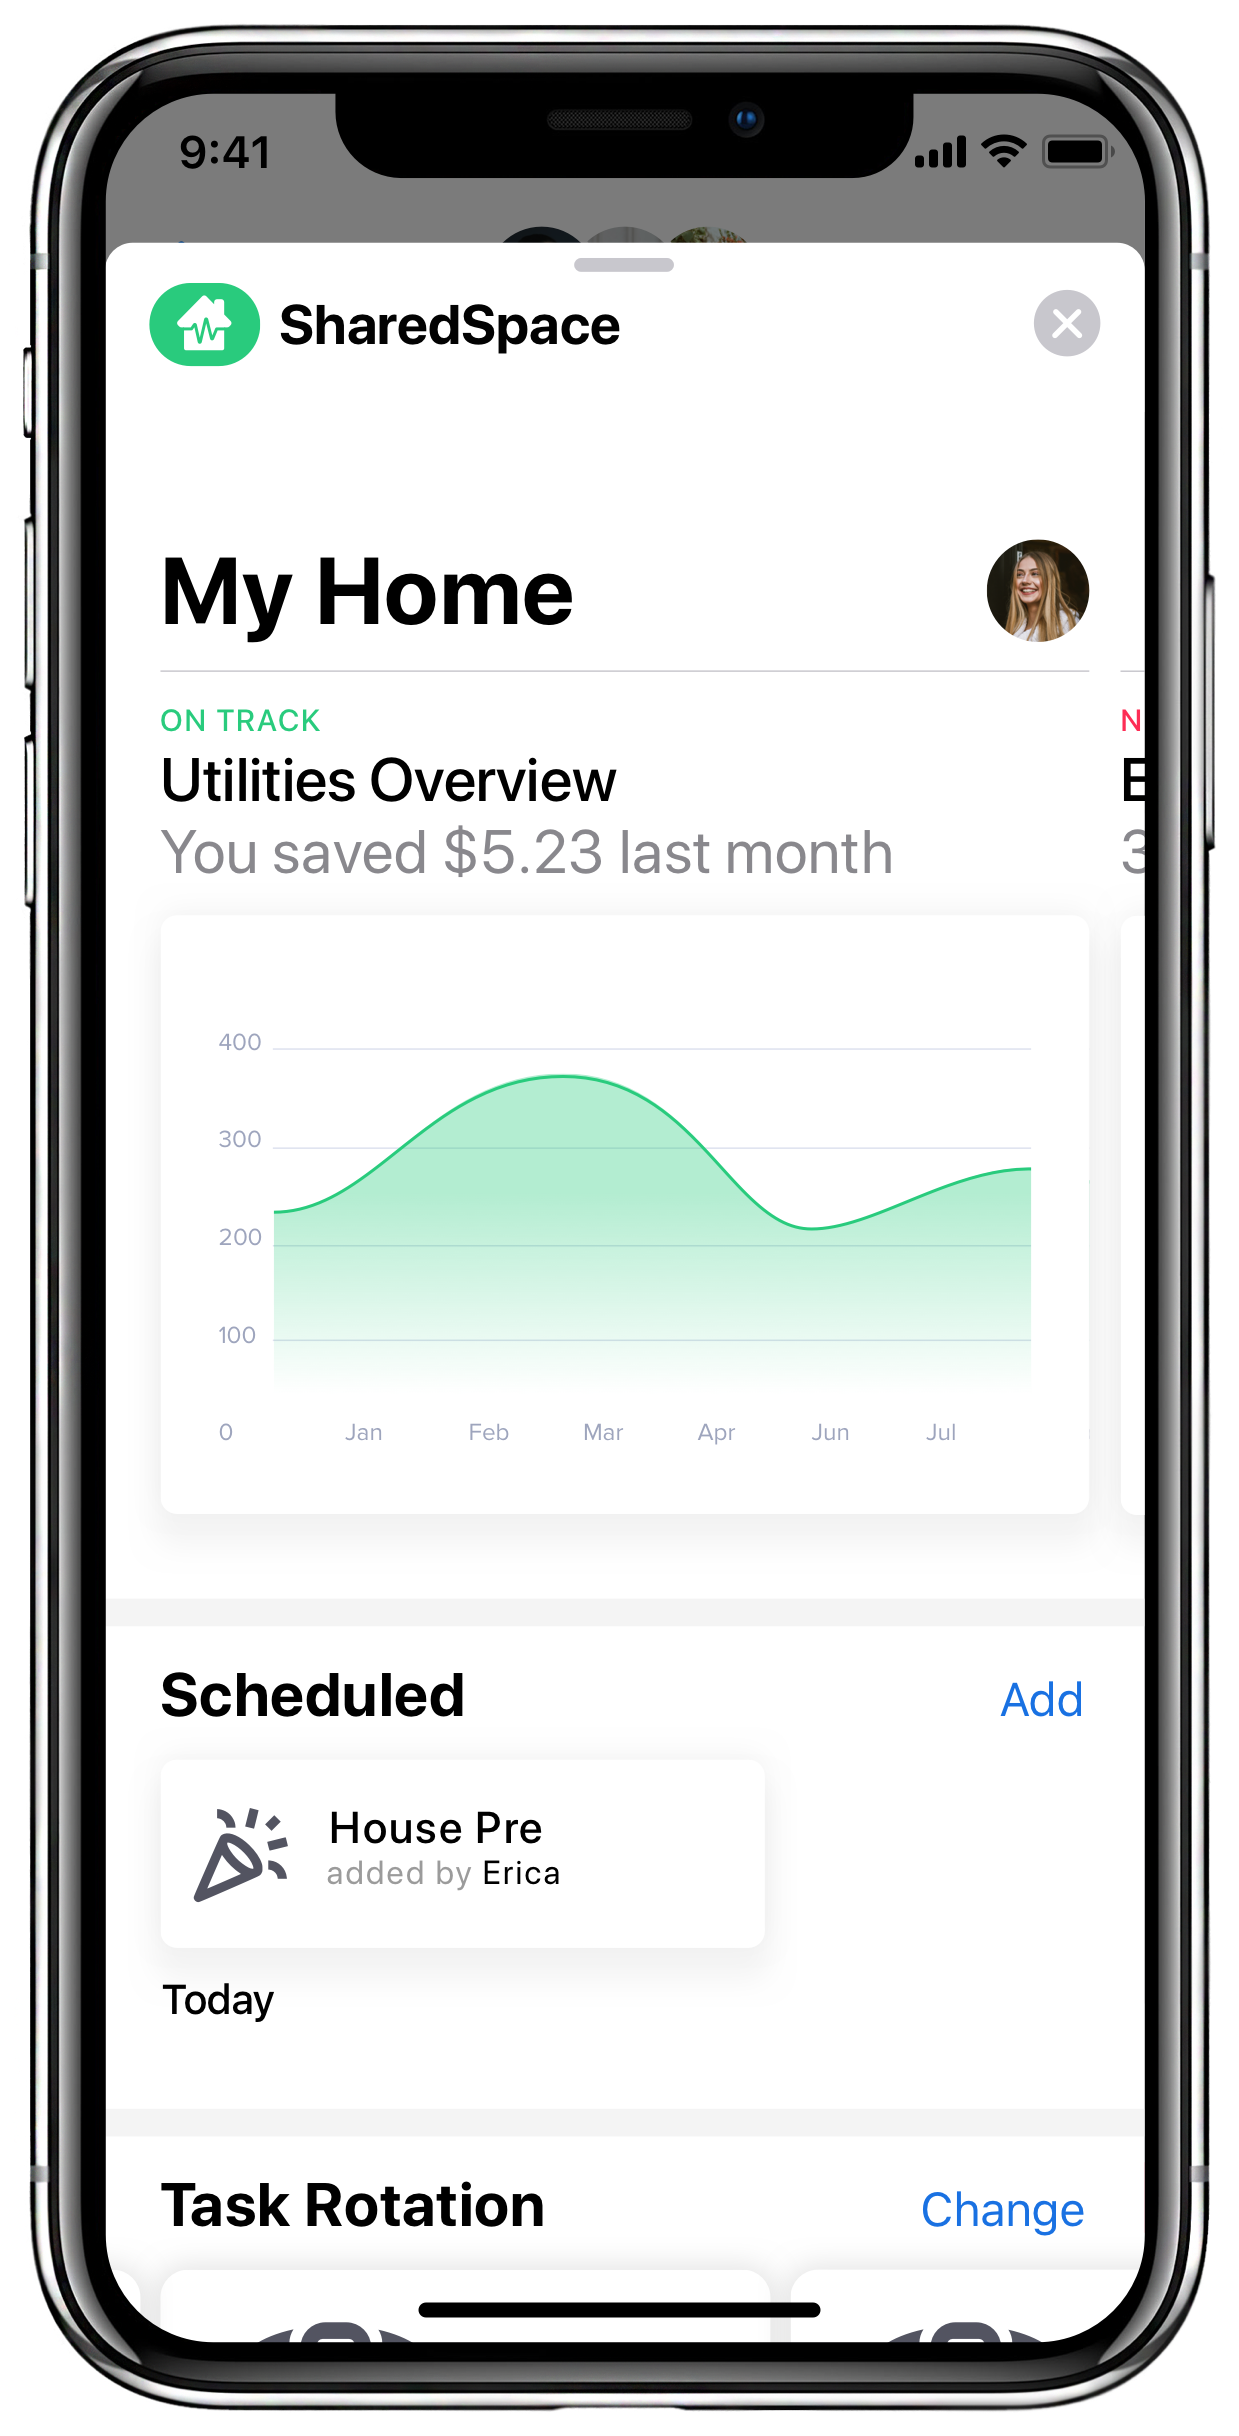 9:41
SharedSpace
My Home
ON TRACK
Utilities Overview
You saved $5.23 last month
N
E
3
400
300
200
100
0 Jan Feb Mar Apr Jun Jul
Scheduled
Add
House Pre
added by Erica
Today
Task Rotation
Change